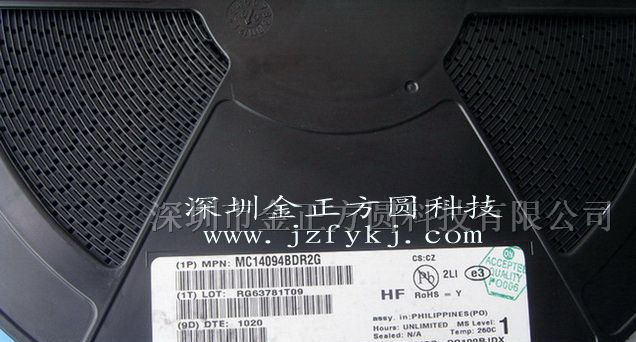 深圳金正方圆科技
深圳市金正方圆科技有限公司
www.jzfykj.com
(1P) MPN: MC14094BDR2G
(1T) LOT: RG63781T09
(9D) DTE: 1020
CS:CZ
Pb 2LI e3
HF RoHS = Y
ACCEPTED
QUALITY
PO006
assy. in: PHILIPPINES(PO)
Hours: UNLIMITED MS Level: 1
Sealed: N/A Temp: 260C